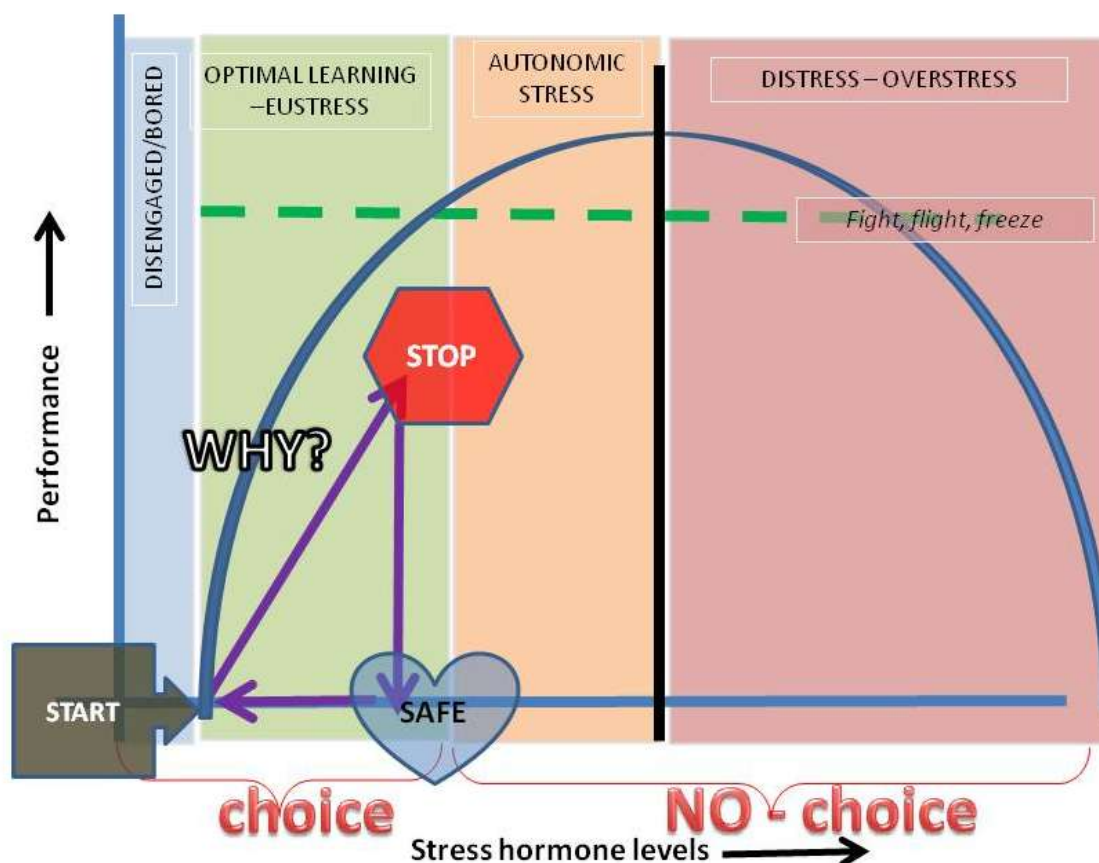 DISENGAGED/BORED
OPTIMAL LEARNING
–EUSTRESS
AUTONOMIC
STRESS
DISTRESS – OVERSTRESS
Fight, flight, freeze
Performance
STOP
WHY?
START
SAFE
choice
NO - choice
Stress hormone levels